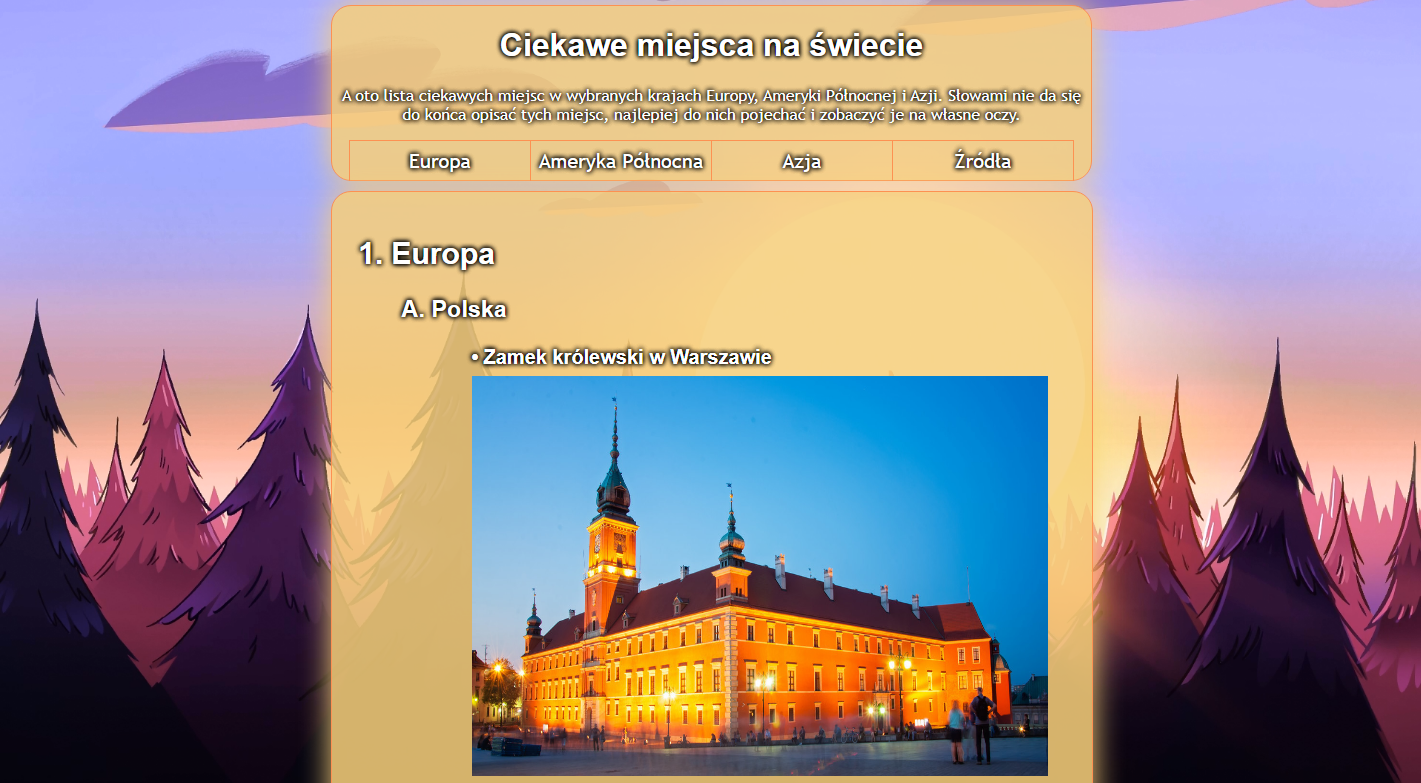 Ciekawe miejsca na świecie
A oto lista ciekawych miejsc w wybranych krajach Europy, Ameryki Północnej i Azji. Słowami nie da się
do końca opisać tych miejsc, najlepiej do nich pojechać i zobaczyć je na własne oczy.
Europa Ameryka Północna Azja Źródła
1. Europa
A. Polska
• Zamek królewski w Warszawie